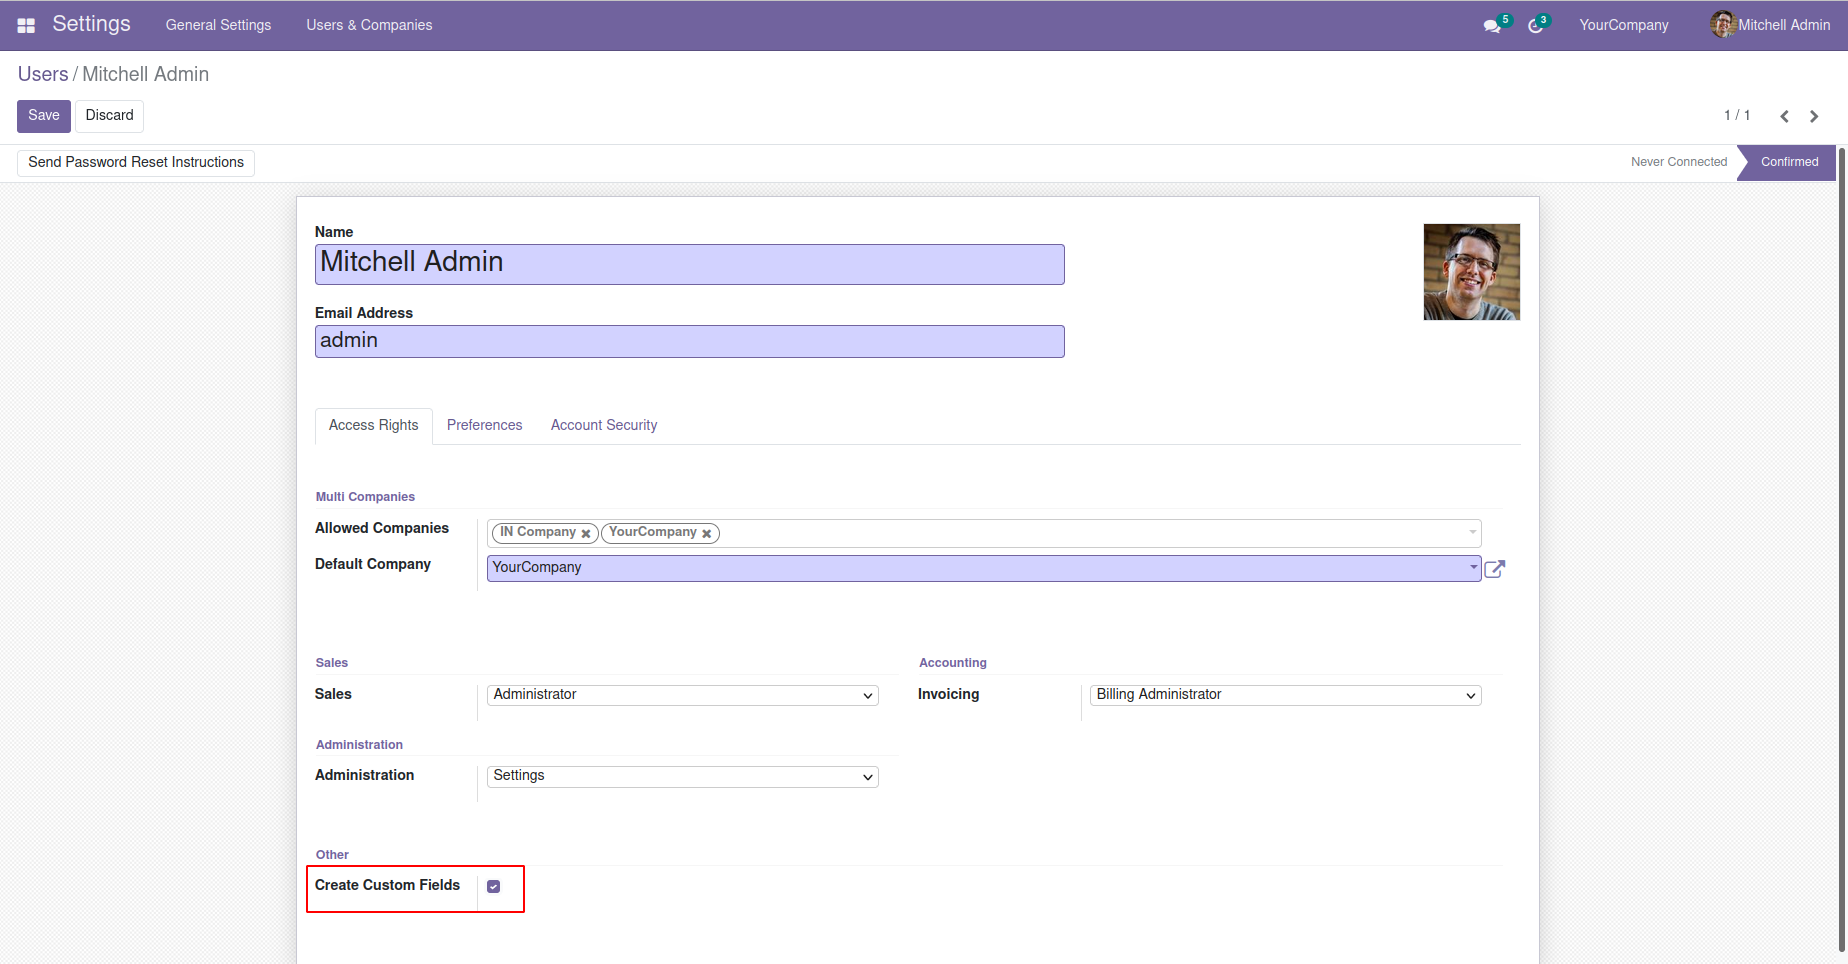 Settings General Settings Users & Companies 5 3 YourCompany Mitchell Admin
Users / Mitchell Admin
Save Discard 1 / 1
Send Password Reset Instructions Never Connected Confirmed
Name
Mitchell Admin
Email Address
admin
Access Rights Preferences Account Security
Multi Companies
Allowed Companies IN Company YourCompany
Default Company YourCompany
Sales Accounting
Sales Administrator Invoicing Billing Administrator
Administration
Administration Settings
Other
Create Custom Fields